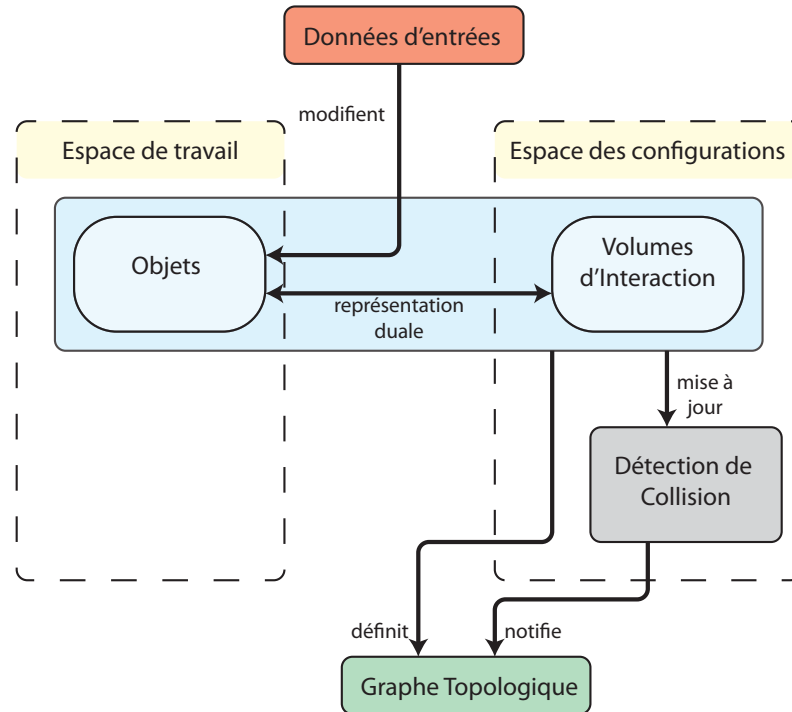 Données d'entrées
modifient
Espace de travail
Espace des configurations
Objets
Volumes
d'Interaction
représentation
duale
mise à
jour
Détection de
Collision
définit
notifie
Graphe Topologique